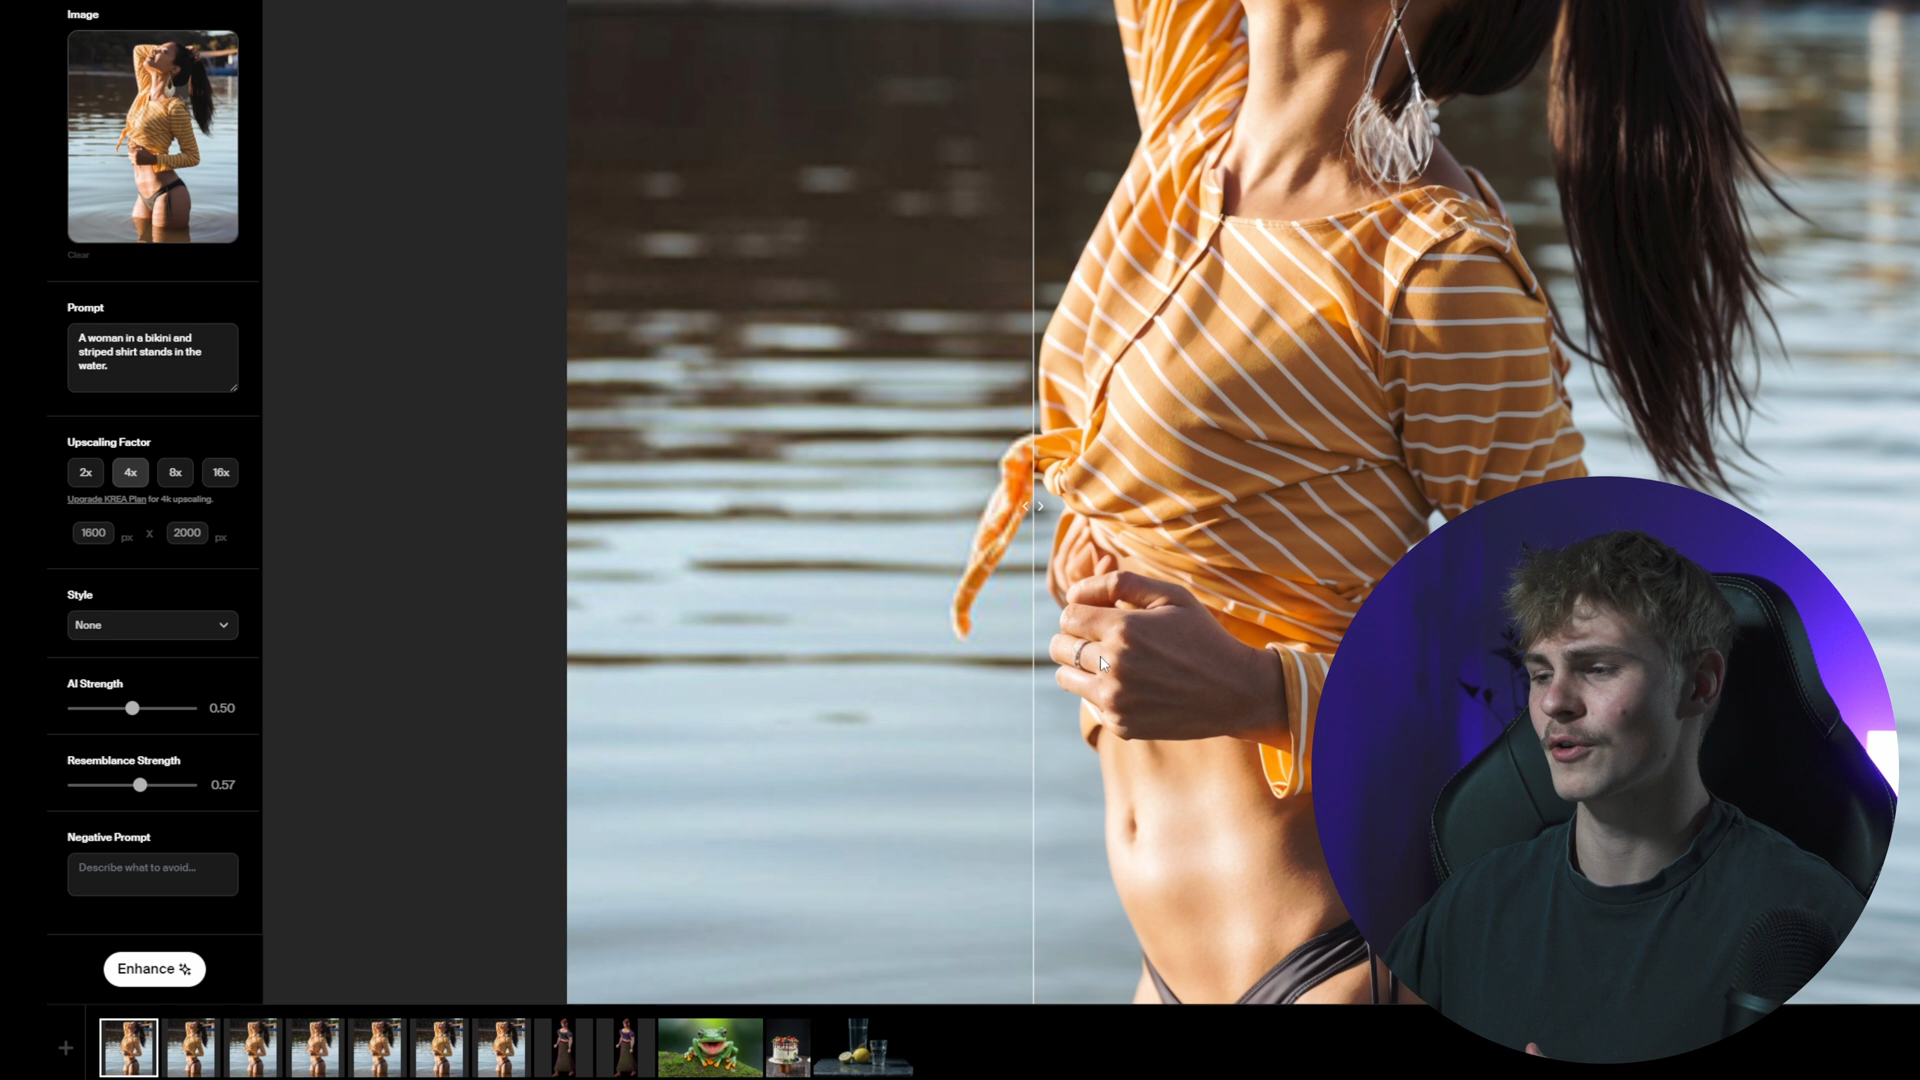 Image
Clear
Prompt
A woman in a bikini and
striped shirt stands in the
water.
Upscaling Factor
2x 4x 8x 16x
Upgrade KREA Plan for 4k upscaling.
1600 px X 2000 px
Style
None
AI Strength
0.50
Resemblance Strength
0.57
Negative Prompt
Describe what to avoid...
Enhance